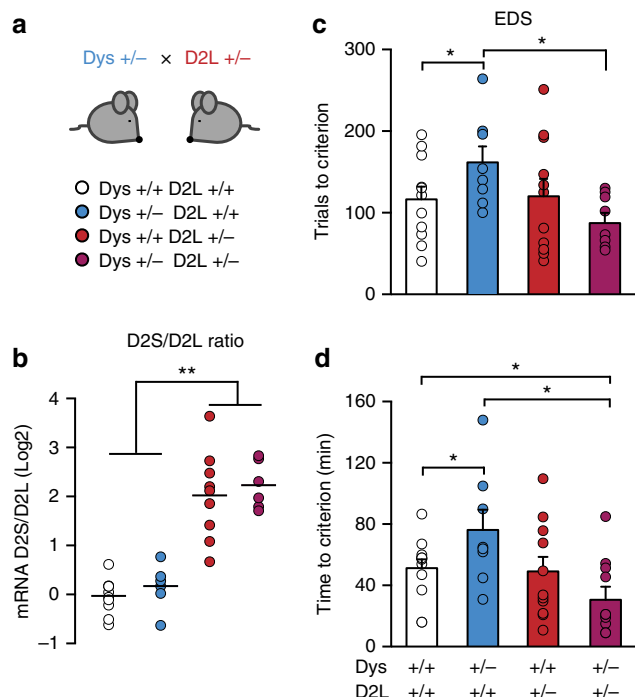 a
Dys +/– × D2L +/–
Dys +/+ D2L +/+
Dys +/– D2L +/+
Dys +/+ D2L +/–
Dys +/– D2L +/–
b
D2S/D2L ratio
**
mRNA D2S/D2L (Log2)
4
3
2
1
0
–1
c
EDS
*
*
Trials to criterion
300
200
100
0
d
*
*
*
Time to criterion (min)
160
120
80
40
0
Dys +/+ +/– +/+ +/–
D2L +/+ +/+ +/– +/–